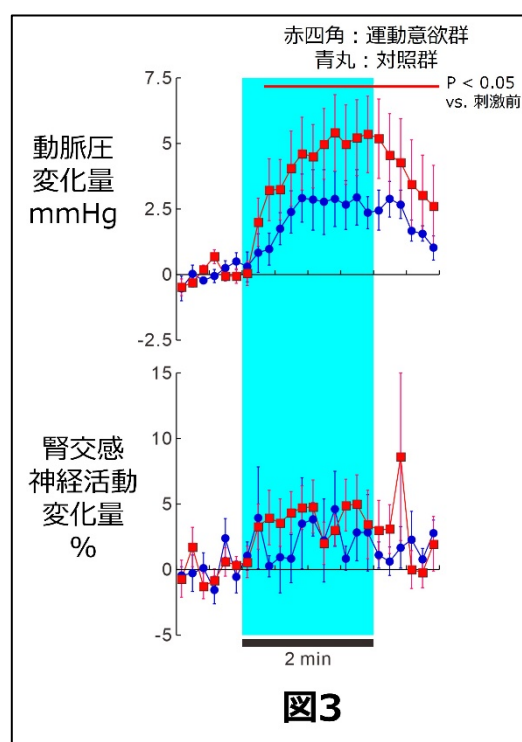 赤四角：運動意欲群
青丸：対照群
P < 0.05
vs. 刺激前
7.5
5
2.5
0
-2.5
動脈圧
変化量
mmHg
15
10
5
0
-5
腎交感
神経活動
変化量
%
2 min
図3